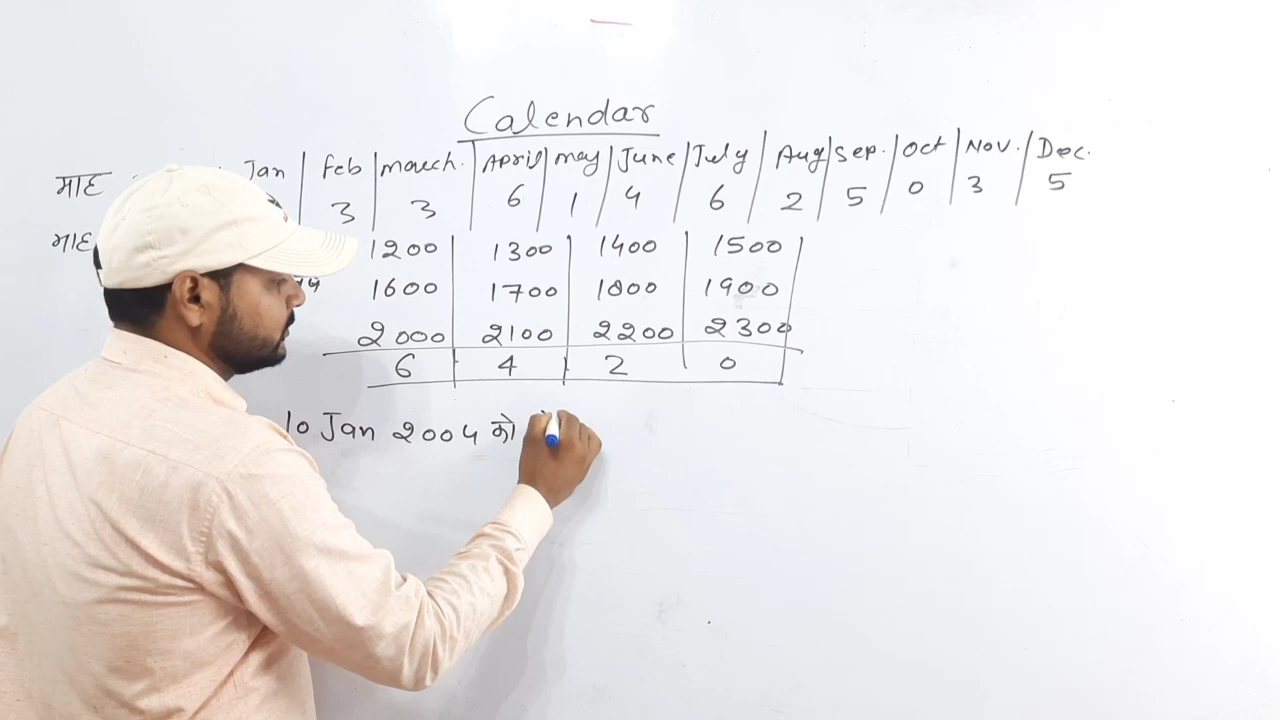 Calendar
माह Jan Feb March. April May June July Aug Sep. Oct Nov. Dec.
माह 3 3 6 1 4 6 2 5 0 3 5
1200 1300 1400 1500
1600 1700 1800 1900
2000 2100 2200 2300
6 4 2 0
10 Jan 2004 को